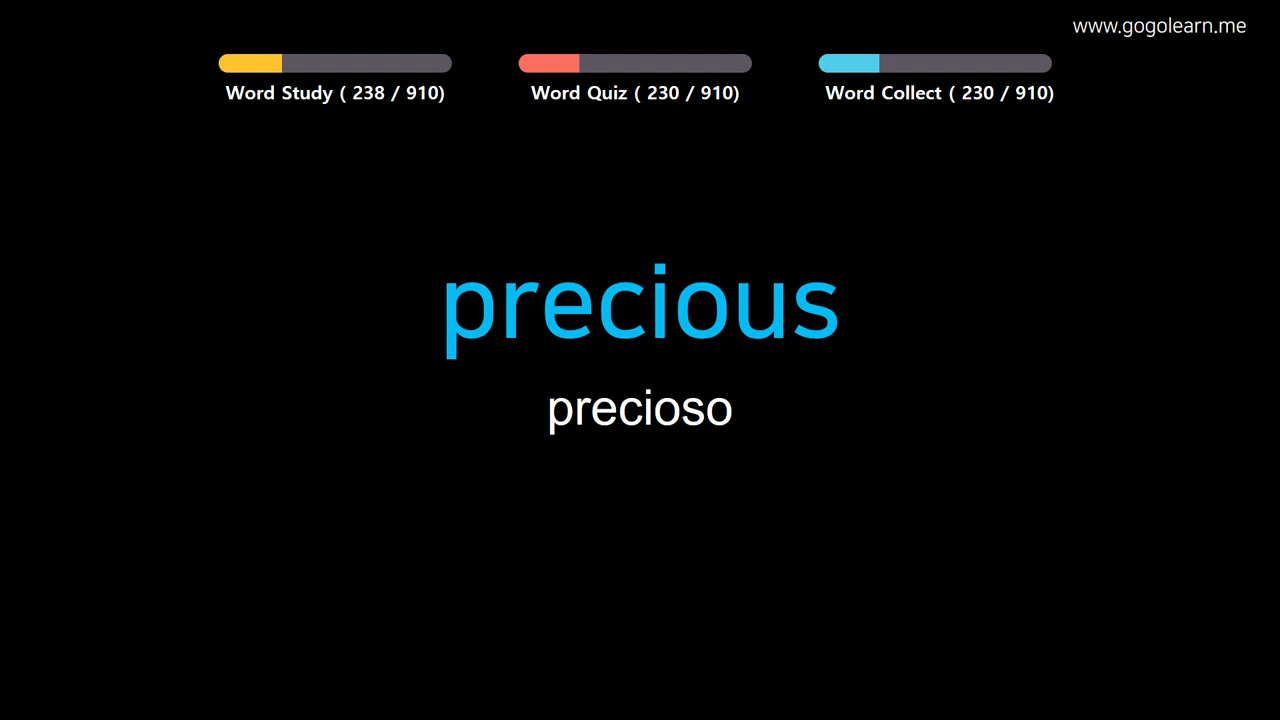 www.gogolearn.me
Word Study ( 238 / 910)
Word Quiz ( 230 / 910)
Word Collect ( 230 / 910)
precious
precioso